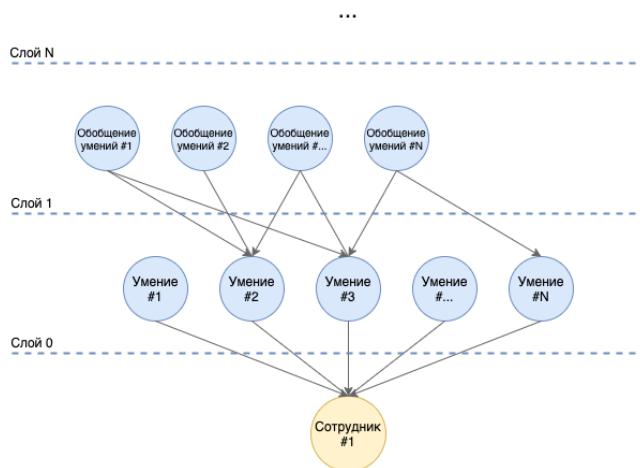 ...
Слой N
Обобщение
умений #1
Обобщение
умений #2
Обобщение
умений #...
Обобщение
умений #N
Слой 1
Умение
#1
Умение
#2
Умение
#3
Умение
#...
Умение
#N
Слой 0
Сотрудник
#1